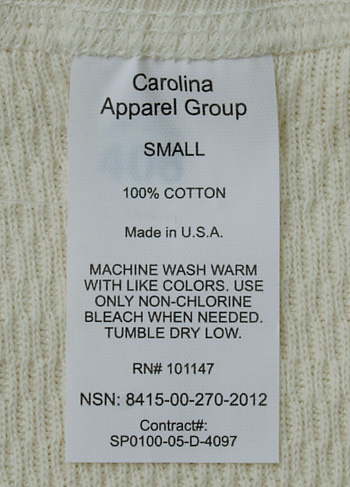 Carolina
Apparel Group
SMALL
100% COTTON
Made in U.S.A.
MACHINE WASH WARM
WITH LIKE COLORS. USE
ONLY NON-CHLORINE
BLEACH WHEN NEEDED.
TUMBLE DRY LOW.
RN# 101147
NSN: 8415-00-270-2012
Contract#:
SP0100-05-D-4097